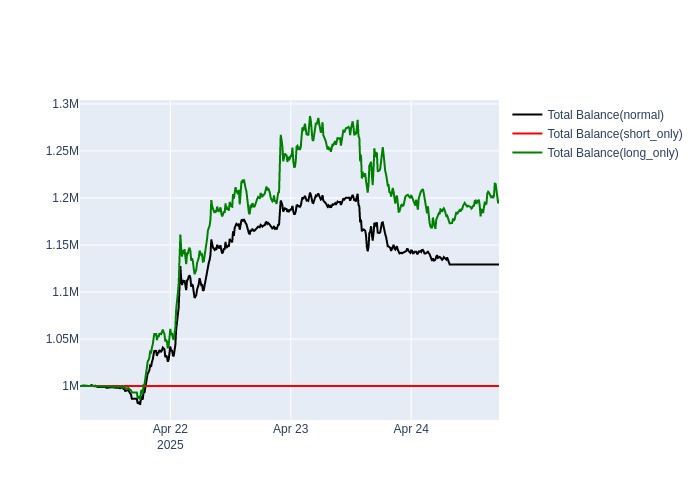 1.3M
1.25M
1.2M
1.15M
1.1M
1.05M
1M
Apr 22
2025
Apr 23
Apr 24
Total Balance(normal)
Total Balance(short_only)
Total Balance(long_only)